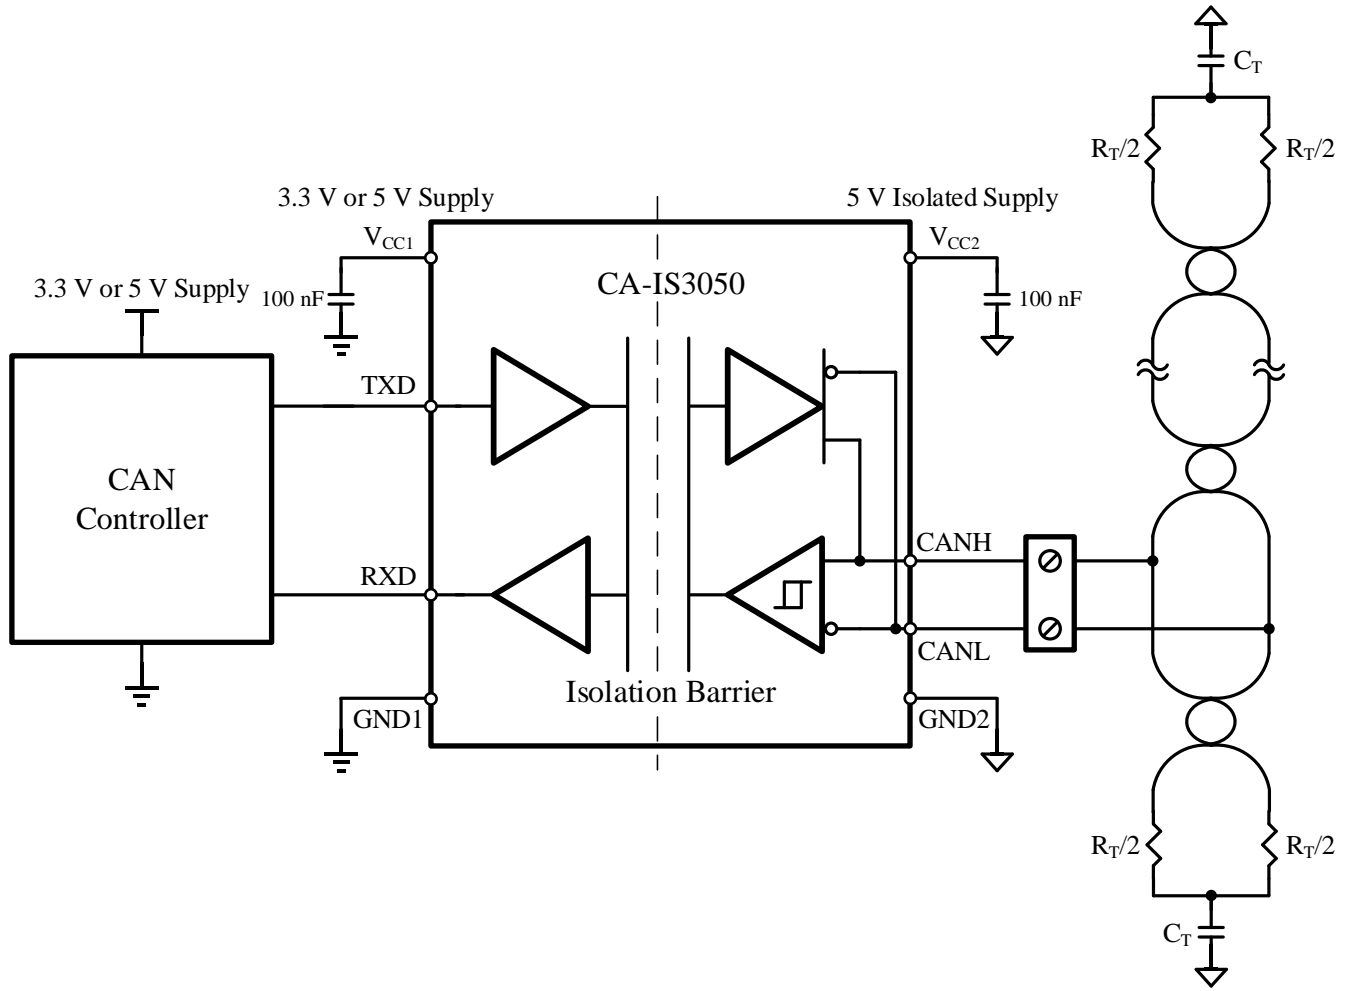 C_T
R_T/2
R_T/2
3.3 V or 5 V Supply
5 V Isolated Supply
V_CC1
V_CC2
CA-IS3050
3.3 V or 5 V Supply
100 nF
100 nF
TXD
CAN
Controller
CANH
RXD
CANL
Isolation Barrier
GND1
GND2
R_T/2
R_T/2
C_T